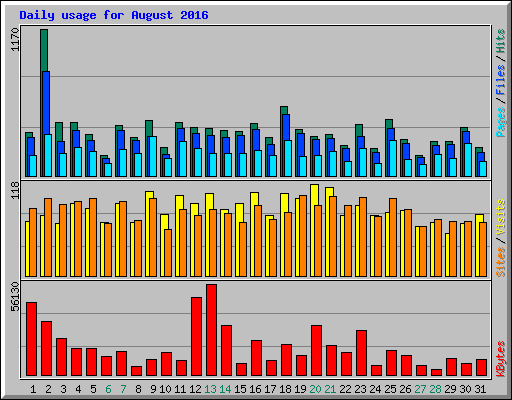 Daily usage for August 2016
1170
Pages / Files / Hits
118
Sites / Visits
56130
KBytes
1 2 3 4 5 6 7 8 9 10 11 12 13 14 15 16 17 18 19 20 21 22 23 24 25 26 27 28 29 30 31